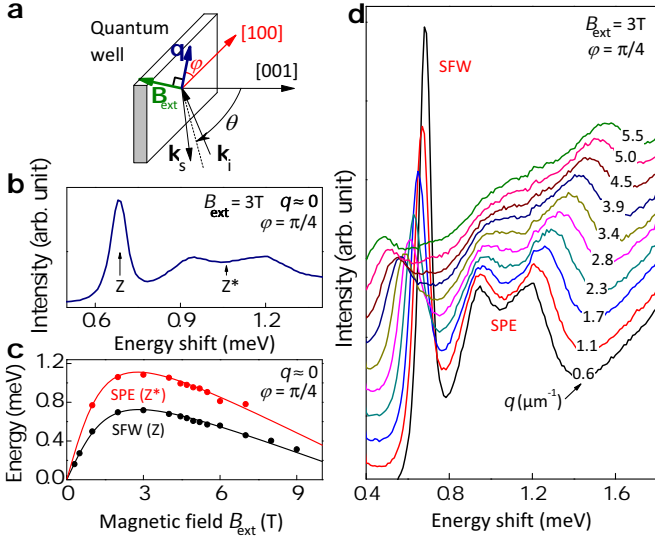 a
Quantum
well
q
φ
[100]
[001]
B_ext
θ
k_s
k_i
b
B_ext = 3T
q ≈ 0
φ = π/4
Intensity (arb. unit)
Z
Z*
0.6
0.9
1.2
Energy shift (meV)
c
q ≈ 0
φ = π/4
Energy (meV)
1.2
0.8
0.4
0.0
SPE (Z*)
SFW (Z)
0
3
6
9
Magnetic field B_ext (T)
d
B_ext = 3T
φ = π/4
SFW
SPE
Intensity (arb. unit)
5.5
5.0
4.5
3.9
3.4
2.8
2.3
1.7
1.1
0.6
q (μm⁻¹)
0.4
0.8
1.2
1.6
Energy shift (meV)